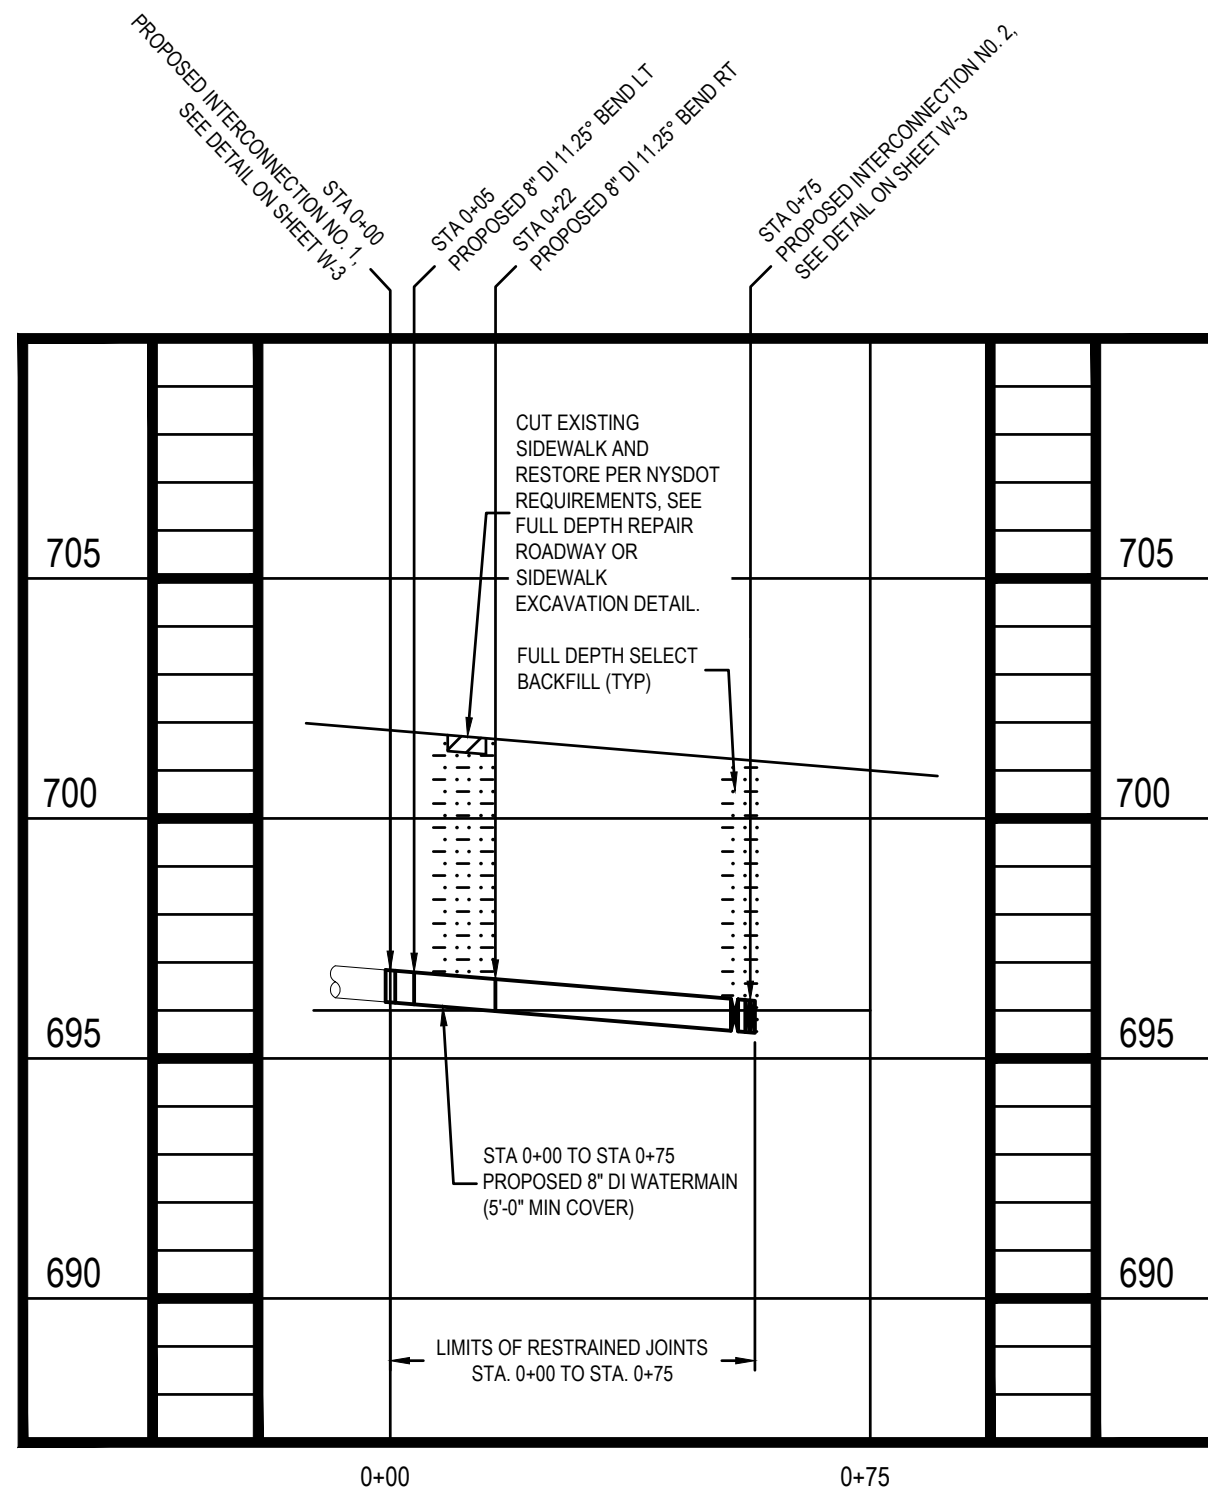 STA 0+00
PROPOSED INTERCONNECTION NO. 1,
SEE DETAIL ON SHEET W-3
STA 0+05
PROPOSED 8" DI 11.25° BEND LT
STA 0+22
PROPOSED 8" DI 11.25° BEND RT
STA 0+75
PROPOSED INTERCONNECTION N0. 2,
SEE DETAIL ON SHEET W-3
CUT EXISTING
SIDEWALK AND
RESTORE PER NYSDOT
REQUIREMENTS, SEE
FULL DEPTH REPAIR
ROADWAY OR
SIDEWALK
EXCAVATION DETAIL.
705
705
FULL DEPTH SELECT
BACKFILL (TYP)
700
700
695
695
STA 0+00 TO STA 0+75
PROPOSED 8" DI WATERMAIN
(5'-0" MIN COVER)
690
690
LIMITS OF RESTRAINED JOINTS
STA. 0+00 TO STA. 0+75
0+00
0+75